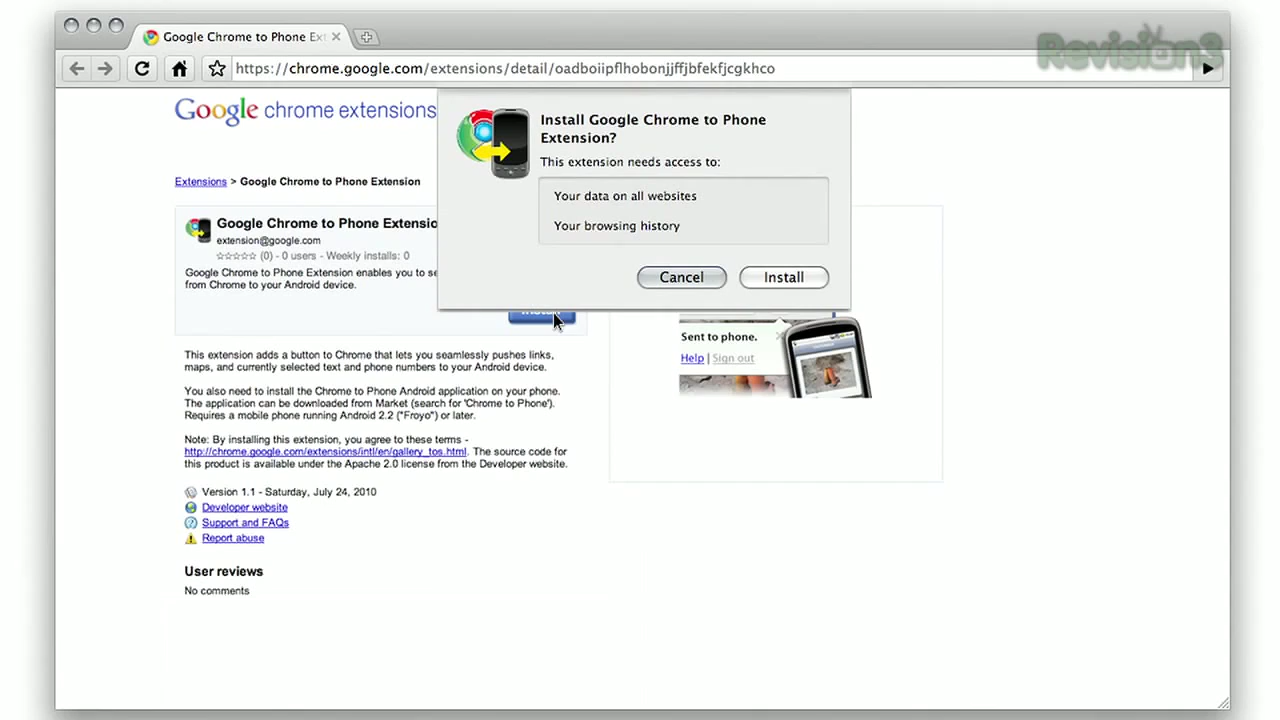 Google Chrome to Phone Ext
Revision3
https://chrome.google.com/extensions/detail/oadboiipflhobonjjffjbfekfjcgkhco
Google chrome extensions
Install Google Chrome to Phone
Extension?
This extension needs access to:
Your data on all websites
Your browsing history
Cancel
Install
Extensions > Google Chrome to Phone Extension
Google Chrome to Phone Extensio
extension@google.com
(0) - 0 users - Weekly installs: 0
Google Chrome to Phone Extension enables you to se
from Chrome to your Android device.
Install
Sent to phone.
Help | Sign out
This extension adds a button to Chrome that lets you seamlessly pushes links,
maps, and currently selected text and phone numbers to your Android device.
You also need to install the Chrome to Phone Android application on your phone.
The application can be downloaded from Market (search for 'Chrome to Phone').
Requires a mobile phone running Android 2.2 ("Froyo") or later.
Note: By installing this extension, you agree to these terms -
http://chrome.google.com/extensions/intl/en/gallery_tos.html. The source code for
this product is available under the Apache 2.0 license from the Developer website.
Version 1.1 - Saturday, July 24, 2010
Developer website
Support and FAQs
Report abuse
User reviews
No comments